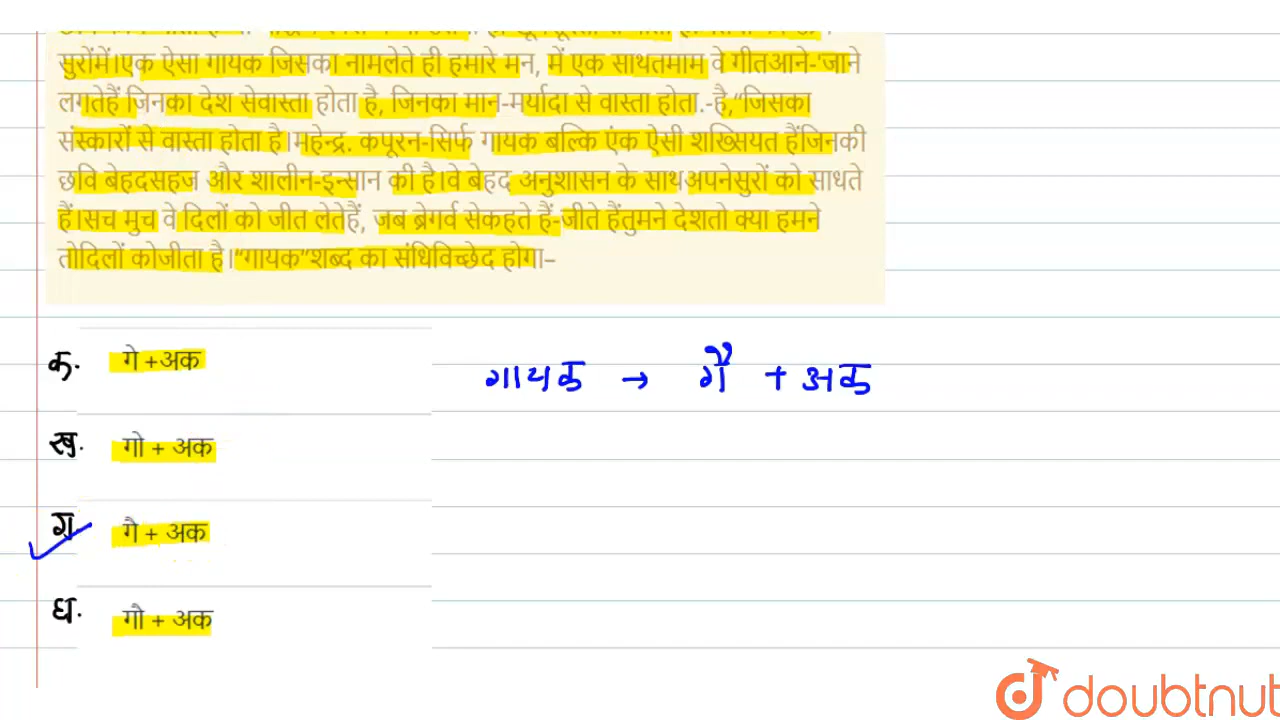 सुरोंमें।एक ऐसा गायक जिसका नामलेते ही हमारे मन, में एक साथतमाम वे गीतआने-'जाने
लगतेहैं जिनका देश सेवास्ता होता है, जिनका मान-मर्यादा से वास्ता होता.-है,“जिसका
संस्कारों से वास्ता होता है।महेन्द्र. कपूरन-सिर्फ गायक बल्कि एंक ऐसी शख्सियत हैंजिनकी
छवि बेहदसहज और शालीन-इन्सान की है।वे बेहद अनुशासन के साथअपनेसुरों को साधते
हैं।सच मुच वे दिलों को जीत लेतेहैं, जब ब्रेगर्व सेकहते हैं-जीते हैंतुमने देशतो क्या हमने
तोदिलों कोजीता है।“गायक”शब्द का संधिविच्छेद होगा–
क. गे +अक
गायक → गै + अक
ख. गो + अक
ग. गै + अक
घ. गौ + अक
doubtnut